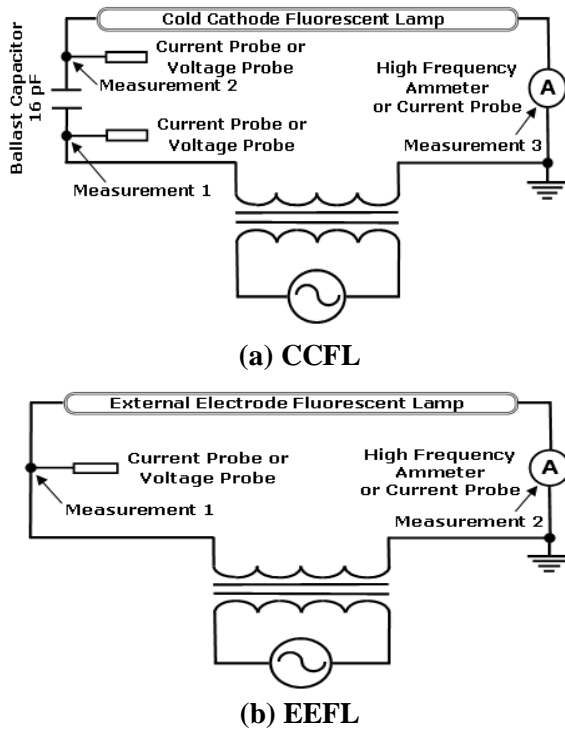 Cold Cathode Fluorescent Lamp
Ballast Capacitor
16 pF
Current Probe or
Voltage Probe
Measurement 2
Current Probe or
Voltage Probe
Measurement 1
High Frequency
Ammeter
or Current Probe
A
Measurement 3
(a) CCFL
External Electrode Fluorescent Lamp
Current Probe or
Voltage Probe
Measurement 1
High Frequency
Ammeter
or Current Probe
A
Measurement 2
(b) EEFL